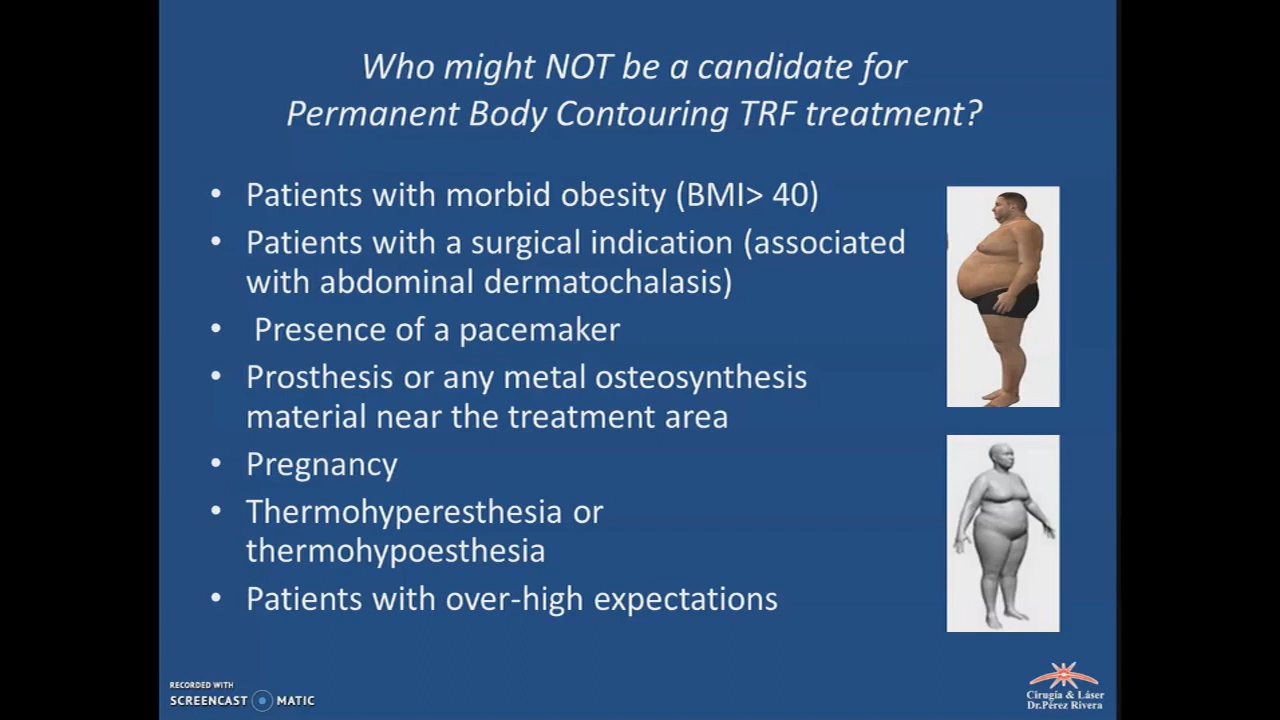 Who might NOT be a candidate for
Permanent Body Contouring TRF treatment?
• Patients with morbid obesity (BMI> 40)
• Patients with a surgical indication (associated
with abdominal dermatochalasis)
• Presence of a pacemaker
• Prosthesis or any metal osteosynthesis
material near the treatment area
• Pregnancy
• Thermohyperesthesia or
thermohypoesthesia
• Patients with over-high expectations
RECORDED WITH
SCREENCAST MATIC
Cirugía & Láser
Dr.Pérez Rivera